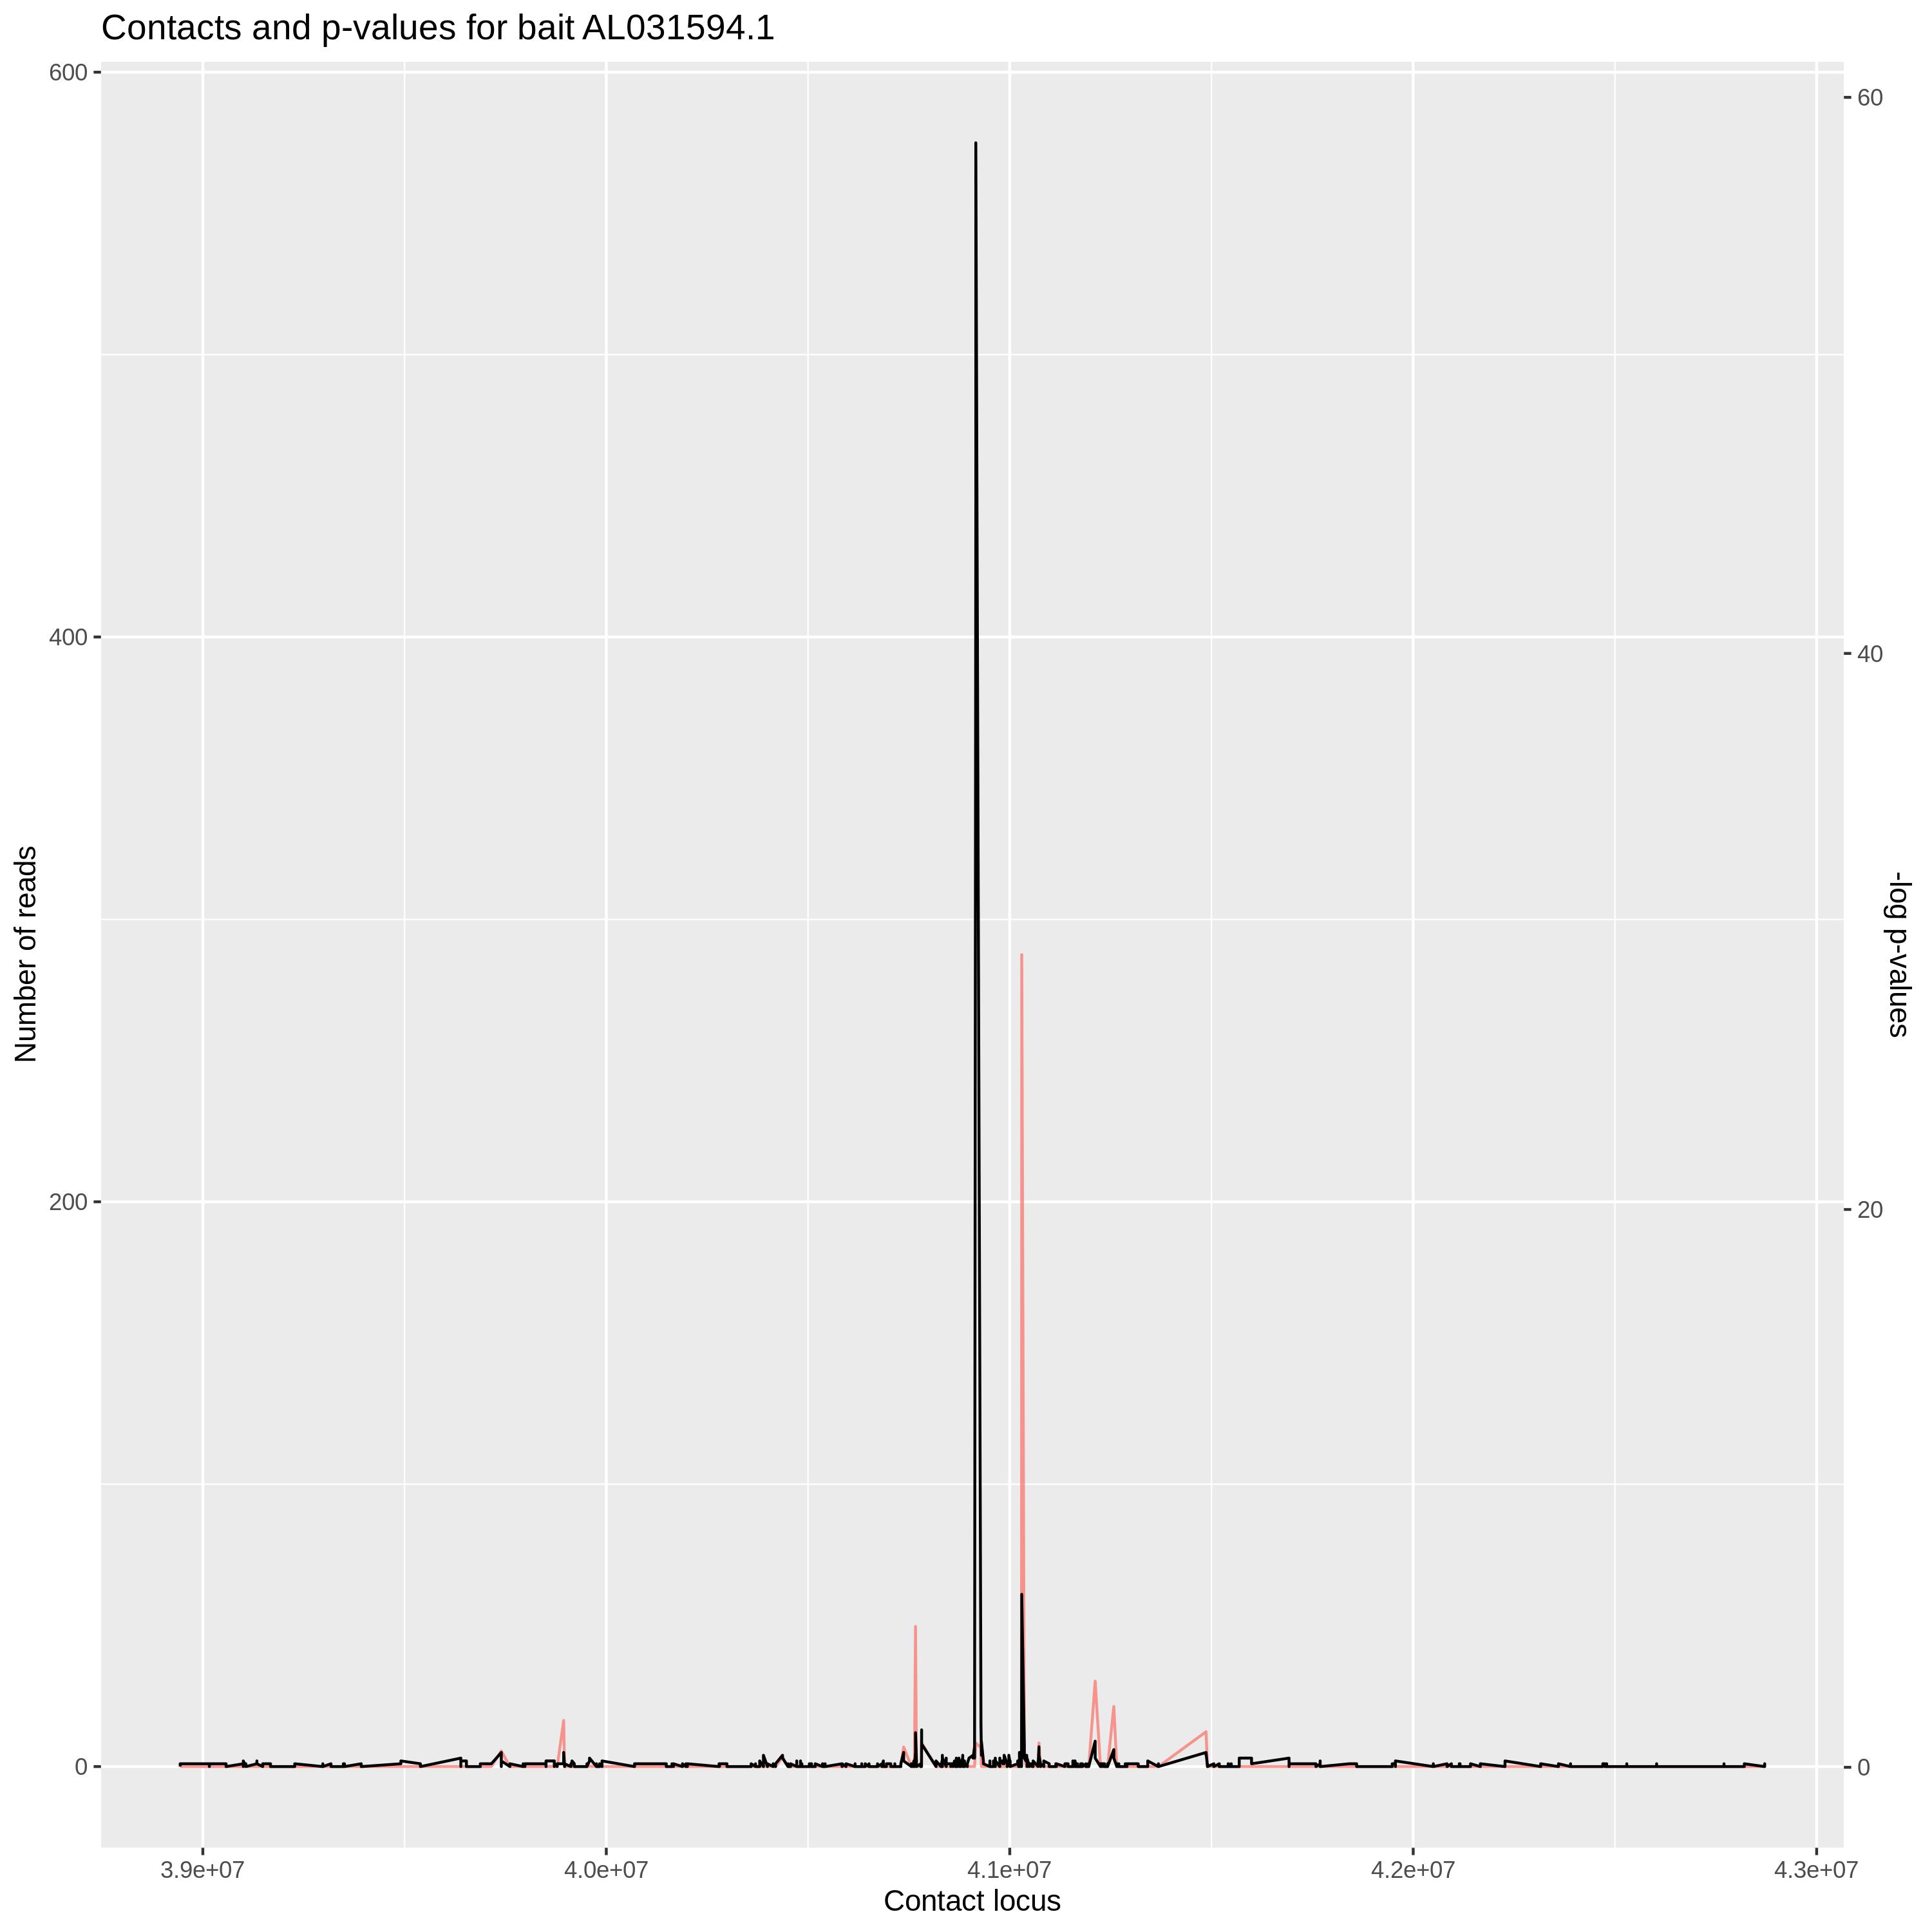 Contacts and p-values for bait AL031594.1
600
400
200
0
Number of reads
60
40
20
0
-log p-values
3.9e+07
4.0e+07
4.1e+07
4.2e+07
4.3e+07
Contact locus